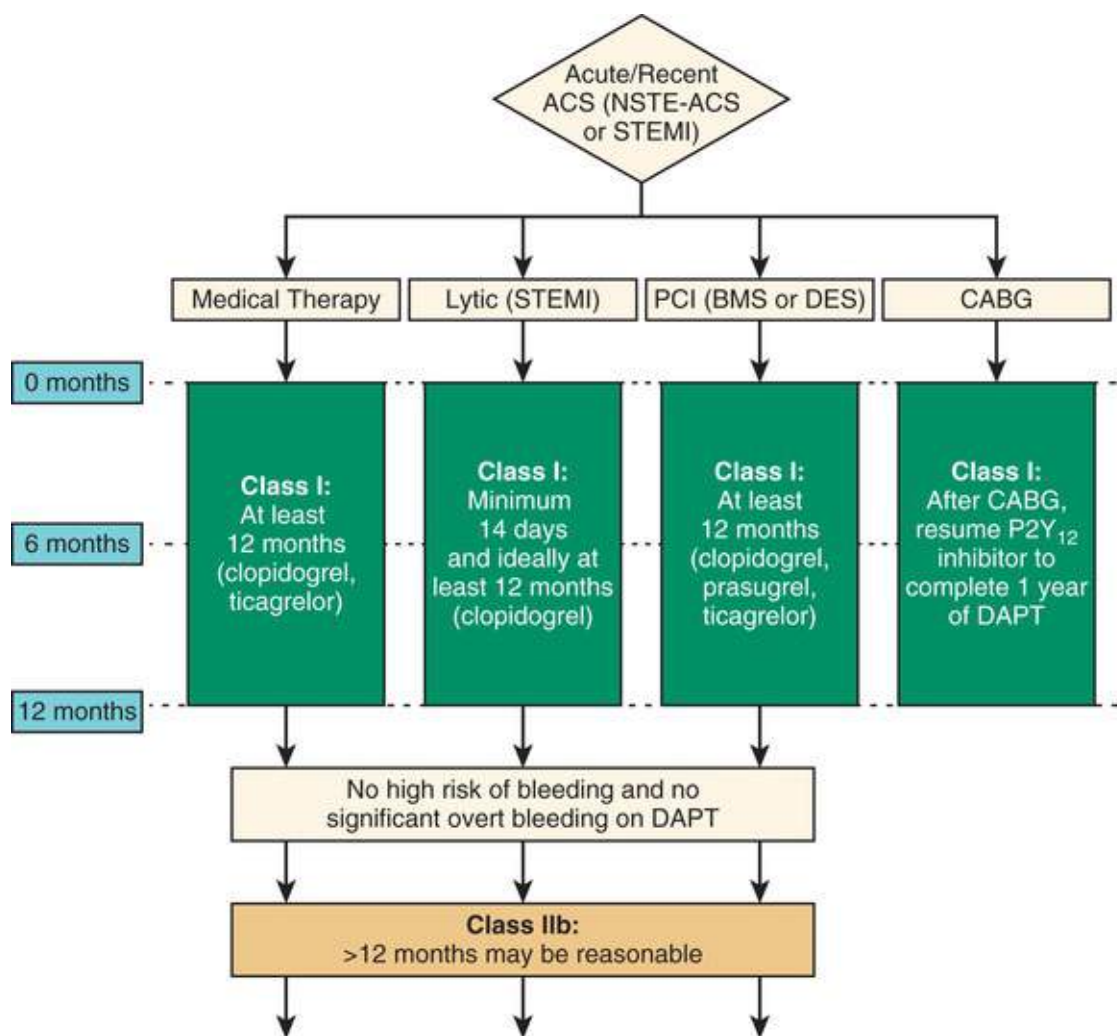 Acute/Recent
ACS (NSTE-ACS
or STEMI)
Medical Therapy
Lytic (STEMI)
PCI (BMS or DES)
CABG
0 months
6 months
12 months
Class I:
At least
12 months
(clopidogrel,
ticagrelor)
Class I:
Minimum
14 days
and ideally at
least 12 months
(clopidogrel)
Class I:
At least
12 months
(clopidogrel,
prasugrel,
ticagrelor)
Class I:
After CABG,
resume P2Y₁₂
inhibitor to
complete 1 year
of DAPT
No high risk of bleeding and no
significant overt bleeding on DAPT
Class IIb:
>12 months may be reasonable